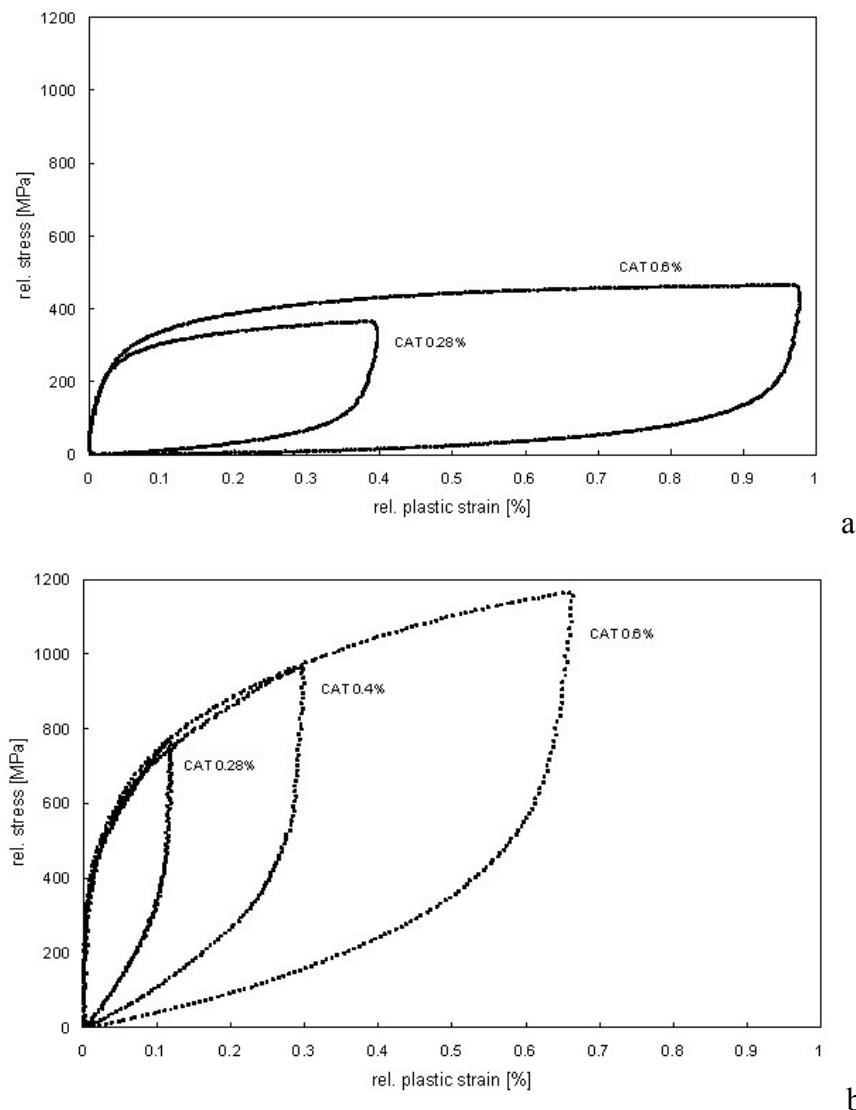 1200
1000
800
600
400
200
0
rel. stress [MPa]
CAT 0.6%
CAT 0.28%
0 0.1 0.2 0.3 0.4 0.5 0.6 0.7 0.8 0.9 1
rel. plastic strain [%]
a
1200
1000
800
600
400
200
0
rel. stress [MPa]
CAT 0.6%
CAT 0.4%
CAT 0.28%
0 0.1 0.2 0.3 0.4 0.5 0.6 0.7 0.8 0.9 1
rel. plastic strain [%]
b